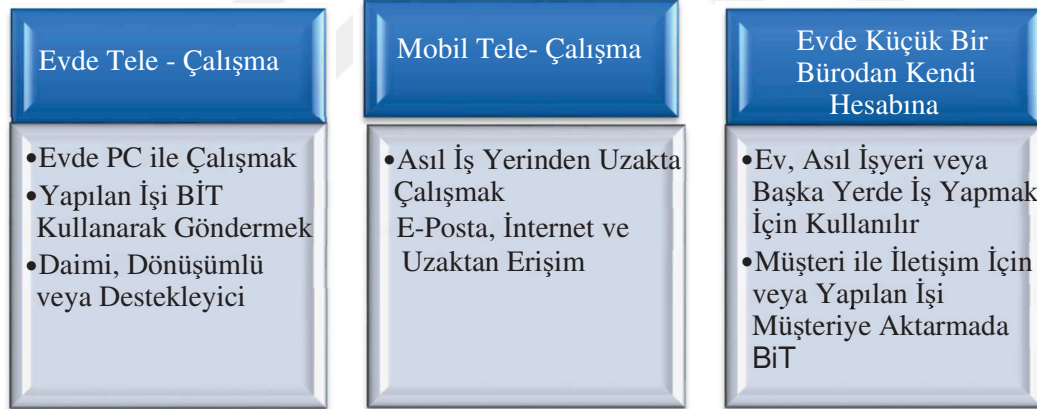 Evde Tele - Çalışma
•Evde PC ile Çalışmak
•Yapılan İşi BİT
Kullanarak Göndermek
•Daimi, Dönüşümlü
veya Destekleyici
Mobil Tele- Çalışma
•Asıl İş Yerinden Uzakta
Çalışmak
E-Posta, İnternet ve
Uzaktan Erişim
Evde Küçük Bir
Bürodan Kendi
Hesabına
•Ev, Asıl İşyeri veya
Başka Yerde İş Yapmak
İçin Kullanılır
•Müşteri ile İletişim İçin
veya Yapılan İşi
Müşteriye Aktarmada
BiT